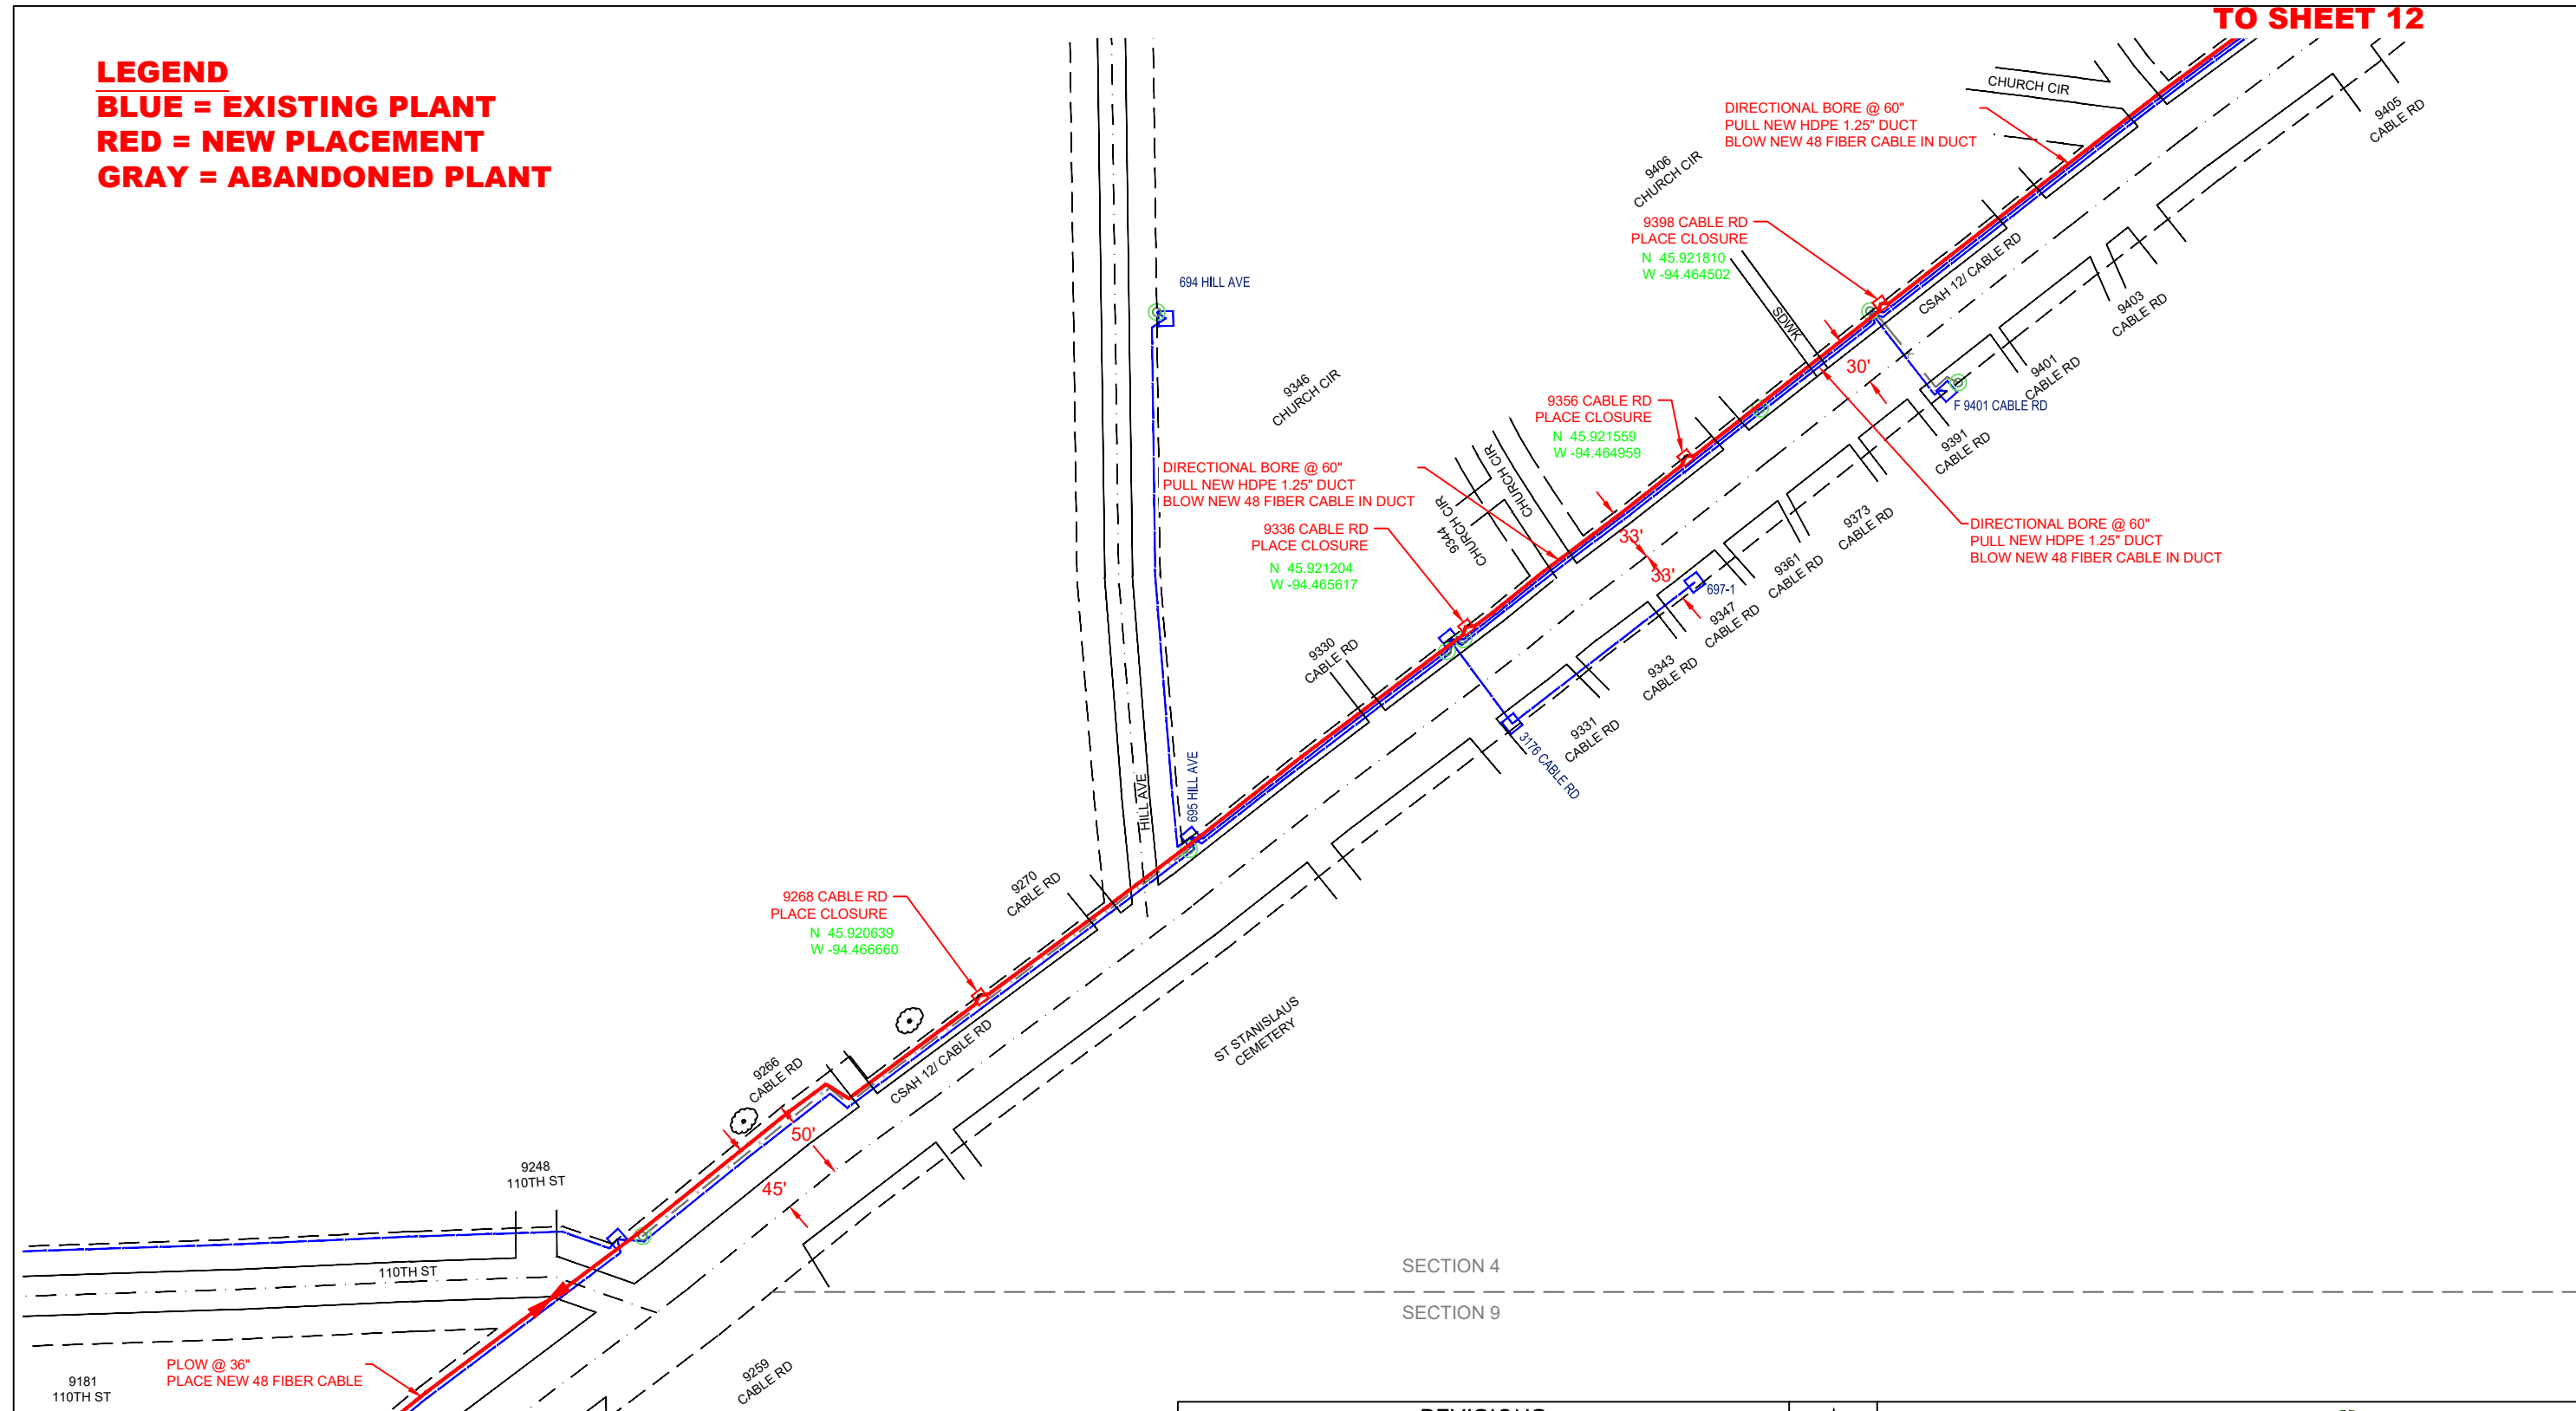 TO SHEET 12
LEGEND
BLUE = EXISTING PLANT
RED = NEW PLACEMENT
GRAY = ABANDONED PLANT
CHURCH CIR
9405
CABLE RD
DIRECTIONAL BORE @ 60"
PULL NEW HDPE 1.25" DUCT
BLOW NEW 48 FIBER CABLE IN DUCT
9406
CHURCH CIR
9398 CABLE RD
PLACE CLOSURE
N 45.921810
W -94.464502
CSAH 12/ CABLE RD
694 HILL AVE
SDWK
9403
CABLE RD
30'
9401
CABLE RD
F 9401 CABLE RD
9346
CHURCH CIR
9356 CABLE RD
PLACE CLOSURE
N 45.921559
W -94.464959
9391
CABLE RD
DIRECTIONAL BORE @ 60"
PULL NEW HDPE 1.25" DUCT
BLOW NEW 48 FIBER CABLE IN DUCT
CHURCH CIR
9344
CHURCH CIR
9336 CABLE RD
PLACE CLOSURE
N 45.921204
W -94.465617
33'
33'
9373
CABLE RD
DIRECTIONAL BORE @ 60"
PULL NEW HDPE 1.25" DUCT
BLOW NEW 48 FIBER CABLE IN DUCT
9361
CABLE RD
697-1
9347
CABLE RD
9330
CABLE RD
9343
CABLE RD
9331
CABLE RD
3176 CABLE RD
695 HILL AVE
HILL AVE
9270
CABLE RD
9268 CABLE RD
PLACE CLOSURE
N 45.920639
W -94.466660
CSAH 12/ CABLE RD
ST STANISLAUS
CEMETERY
9266
CABLE RD
50'
45'
9248
110TH ST
110TH ST
SECTION 4
SECTION 9
PLOW @ 36"
PLACE NEW 48 FIBER CABLE
9181
110TH ST
9259
CABLE RD
REVISIONS